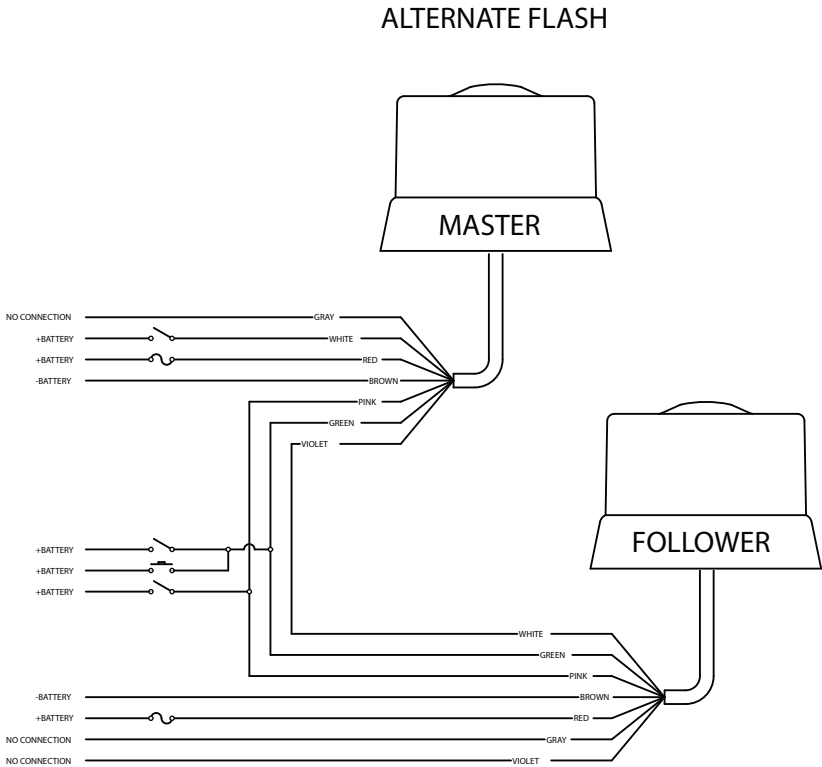 ALTERNATE FLASH
MASTER
NO CONNECTION GRAY
+BATTERY WHITE
+BATTERY RED
-BATTERY BROWN
PINK
GREEN
VIOLET
+BATTERY
+BATTERY
+BATTERY
FOLLOWER
WHITE
GREEN
PINK
-BATTERY BROWN
+BATTERY RED
NO CONNECTION GRAY
NO CONNECTION VIOLET